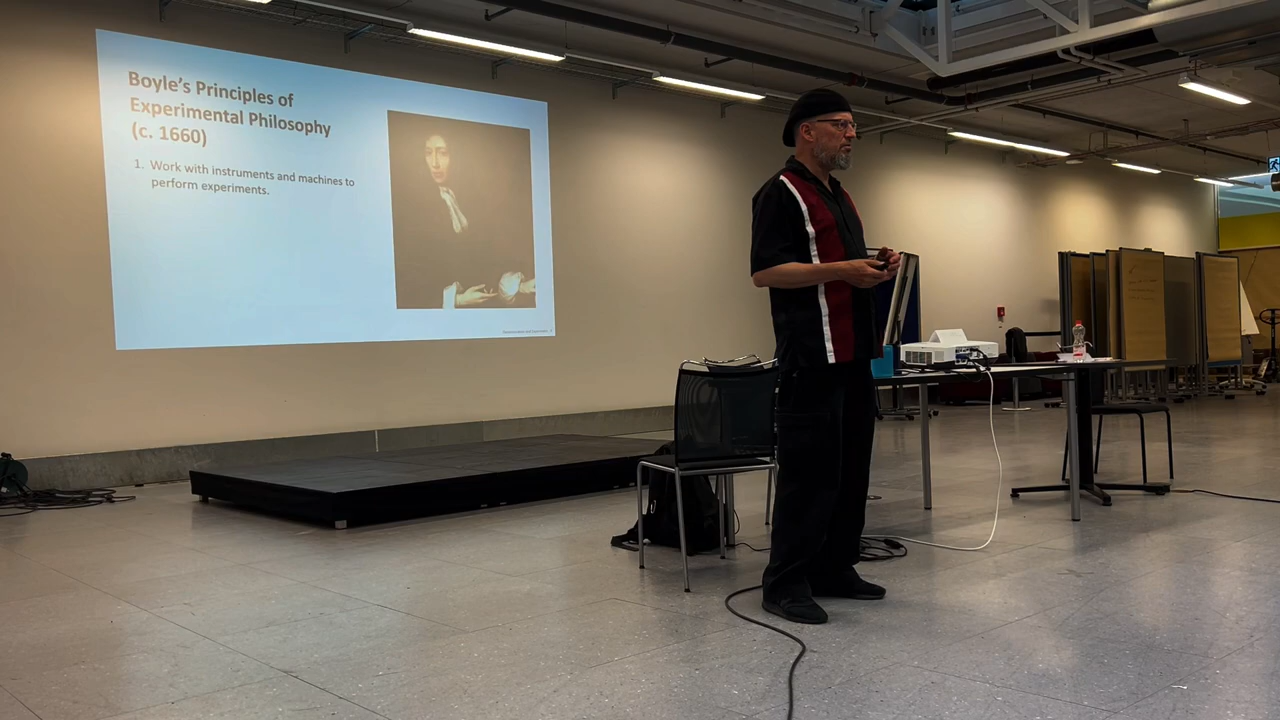 Boyle's Principles of
Experimental Philosophy
(c. 1660)
1. Work with instruments and machines to
perform experiments.